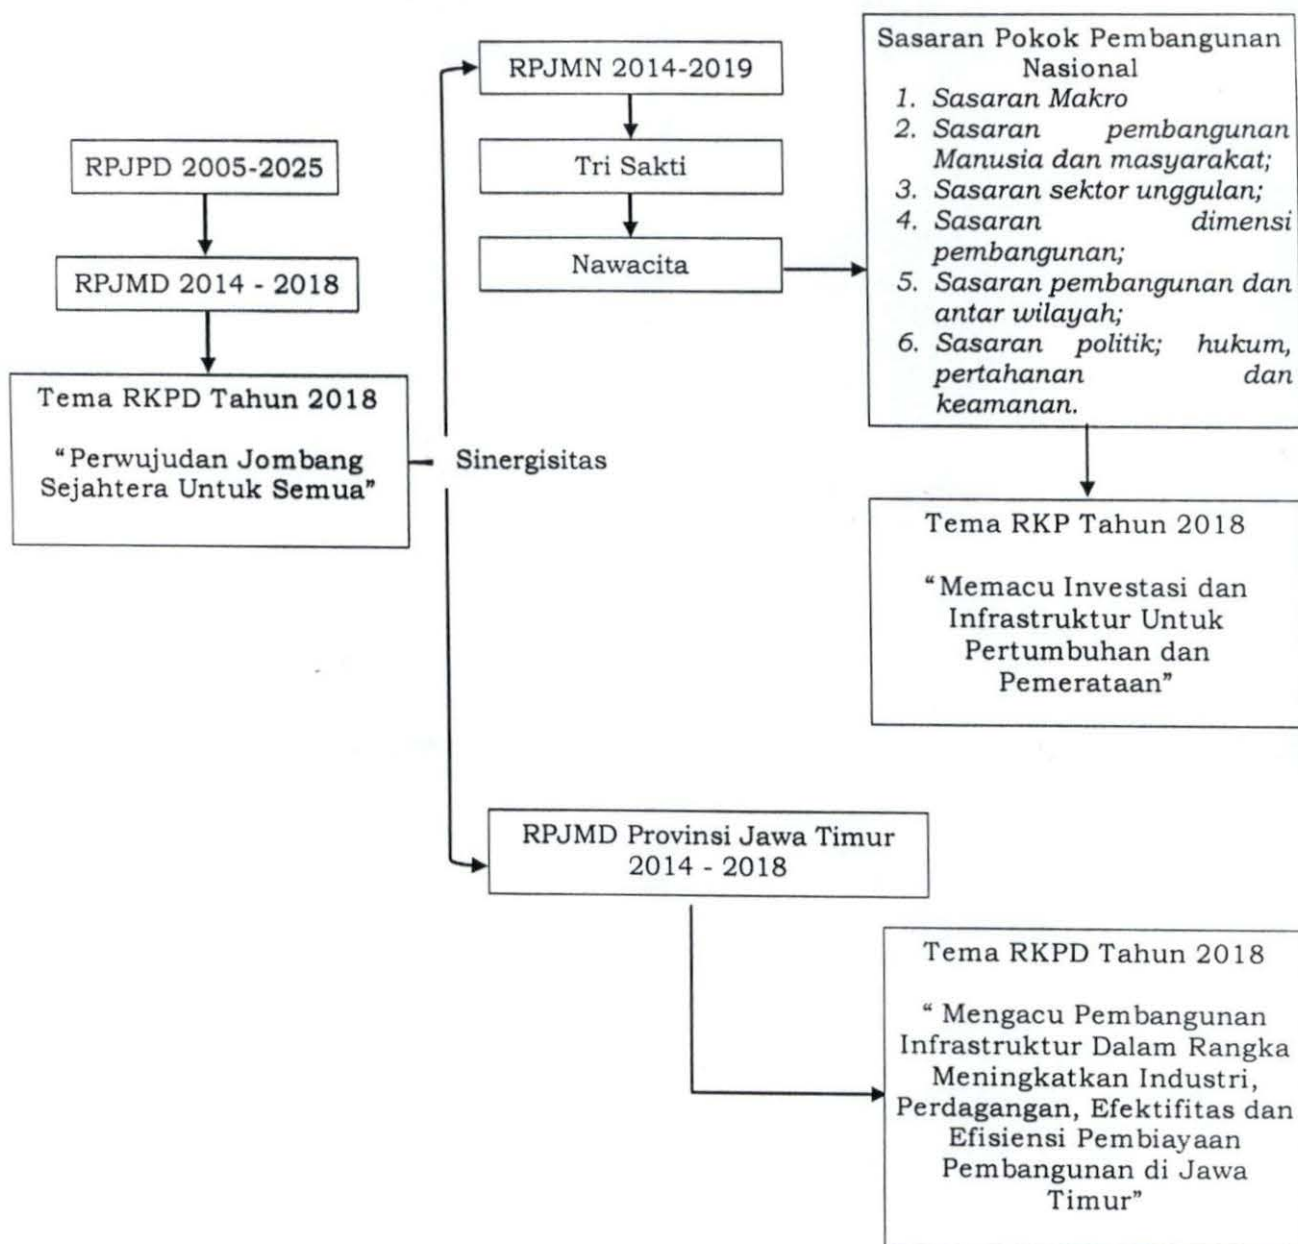 RPJPD 2005-2025
RPJMD 2014 - 2018
Tema RKPD Tahun 2018
“Perwujudan Jombang
Sejahtera Untuk Semua”
Sinergisitas
RPJMN 2014-2019
Tri Sakti
Nawacita
Sasaran Pokok Pembangunan
Nasional
1. Sasaran Makro
2. Sasaran pembangunan
Manusia dan masyarakat;
3. Sasaran sektor unggulan;
4. Sasaran dimensi
pembangunan;
5. Sasaran pembangunan dan
antar wilayah;
6. Sasaran politik; hukum,
pertahanan dan
keamanan.
Tema RKP Tahun 2018
“Memacu Investasi dan
Infrastruktur Untuk
Pertumbuhan dan
Pemerataan”
RPJMD Provinsi Jawa Timur
2014 - 2018
Tema RKPD Tahun 2018
“ Mengacu Pembangunan
Infrastruktur Dalam Rangka
Meningkatkan Industri,
Perdagangan, Efektifitas dan
Efisiensi Pembiayaan
Pembangunan di Jawa
Timur”